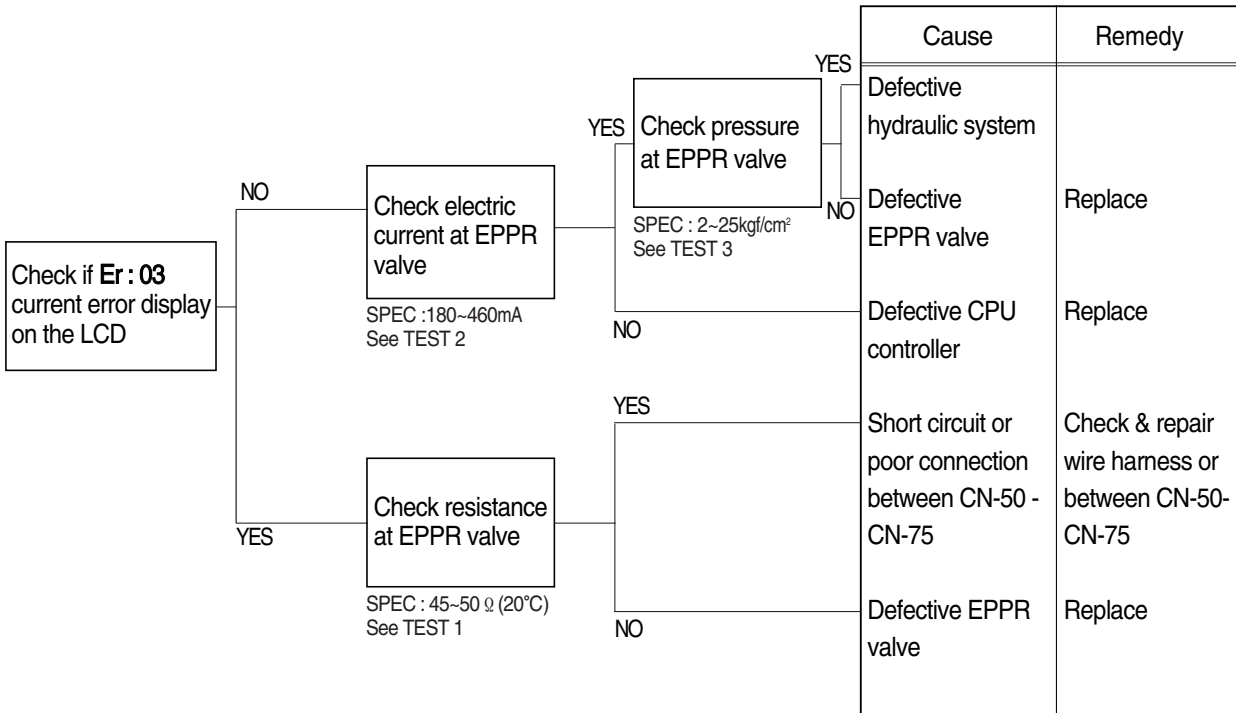 Check if Er : 03
current error display
on the LCD
NO
YES
Check electric
current at EPPR
valve
SPEC :180~460mA
See TEST 2
Check resistance
at EPPR valve
SPEC : 45~50 Ω (20°C)
See TEST 1
YES
NO
Check pressure
at EPPR valve
SPEC : 2~25kgf/cm²
See TEST 3
YES
NO
YES
NO
Cause
Remedy
Defective
hydraulic system
Defective
EPPR valve
Replace
Defective CPU
controller
Replace
Short circuit or
poor connection
between CN-50 -
CN-75
Check & repair
wire harness or
between CN-50-
CN-75
Defective EPPR
valve
Replace